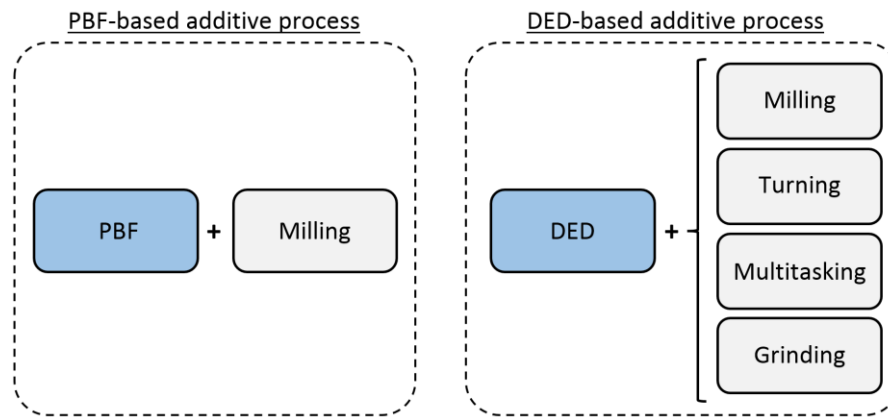 PBF-based additive process
PBF
+
Milling
DED-based additive process
DED
+
Milling
Turning
Multitasking
Grinding